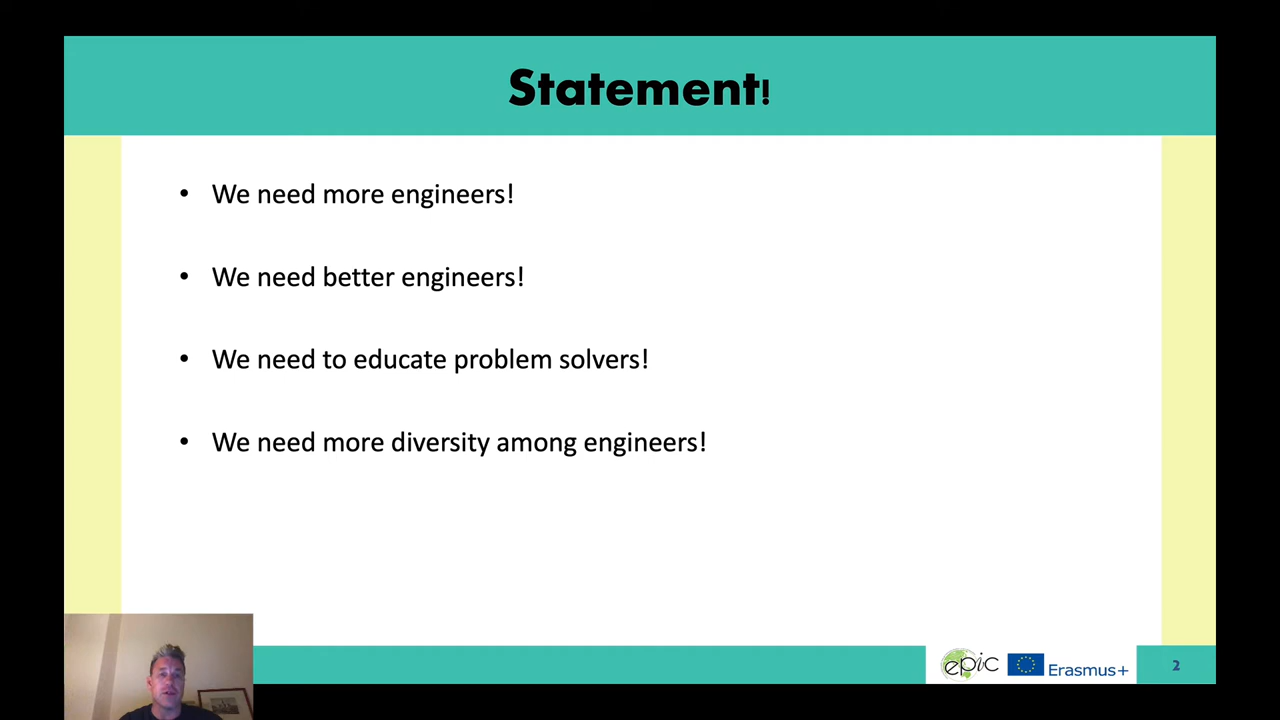 Statement!
• We need more engineers!
• We need better engineers!
• We need to educate problem solvers!
• We need more diversity among engineers!
epic
Erasmus+
2